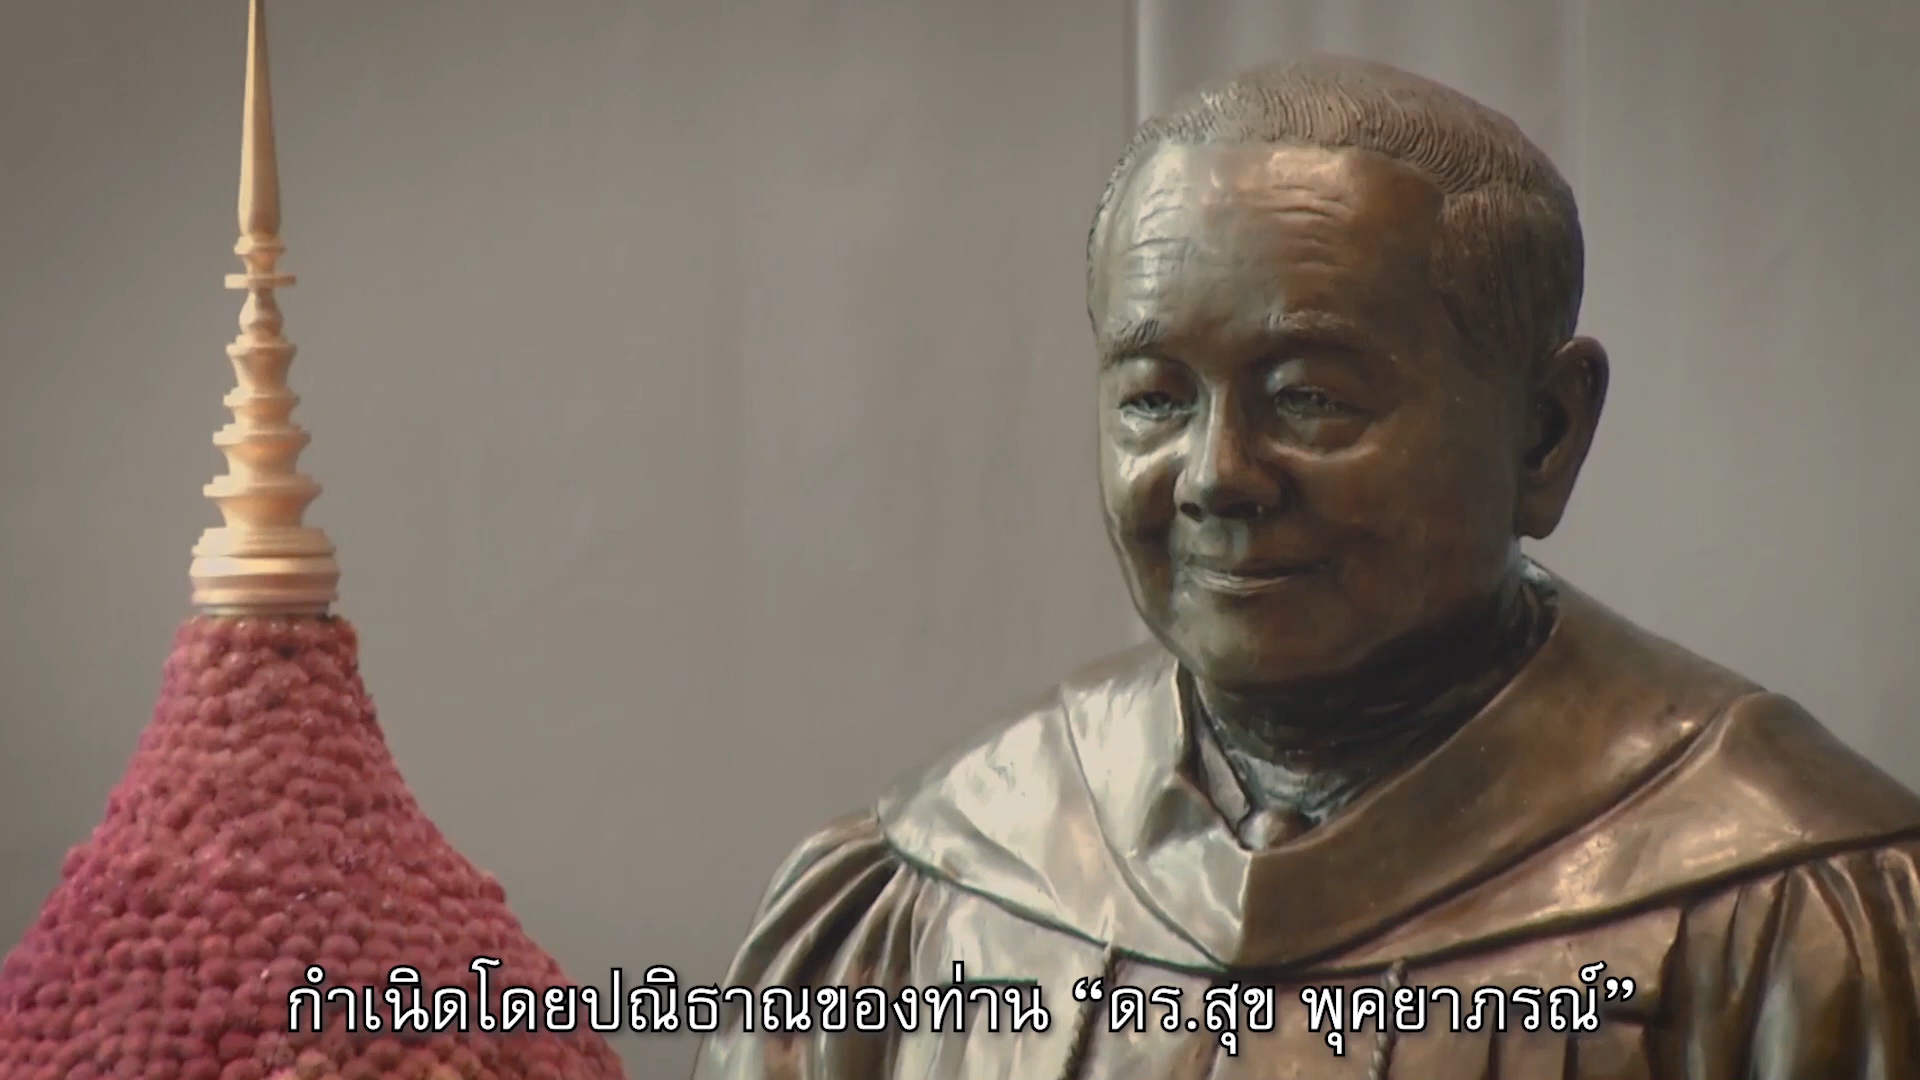 กำเนิดโดยปณิธาณของท่าน “ดร.สุข พุคยาภรณ์”